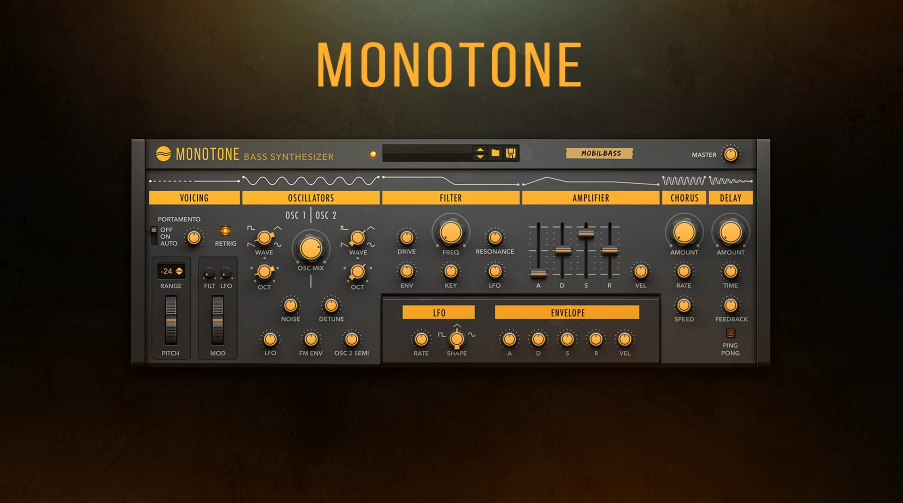 MONOTONE
MONOTONE BASS SYNTHESIZER
MOBILBASS
MASTER
VOICING
OSCILLATORS
FILTER
AMPLIFIER
CHORUS
DELAY
PORTAMENTO
OFF
ON
AUTO
RETRIG
-24
RANGE
FILT LFO
PITCH
MOD
OSC 1 OSC 2
WAVE
OSC MIX
WAVE
OCT
OCT
NOISE
DETUNE
LFO
FM ENV
OSC 2 SEMI
DRIVE
FREQ
RESONANCE
ENV
KEY
LFO
A
D
S
R
VEL
LFO
ENVELOPE
RATE
SHAPE
A
D
S
R
VEL
AMOUNT
RATE
SPEED
AMOUNT
TIME
FEEDBACK
PING
PONG